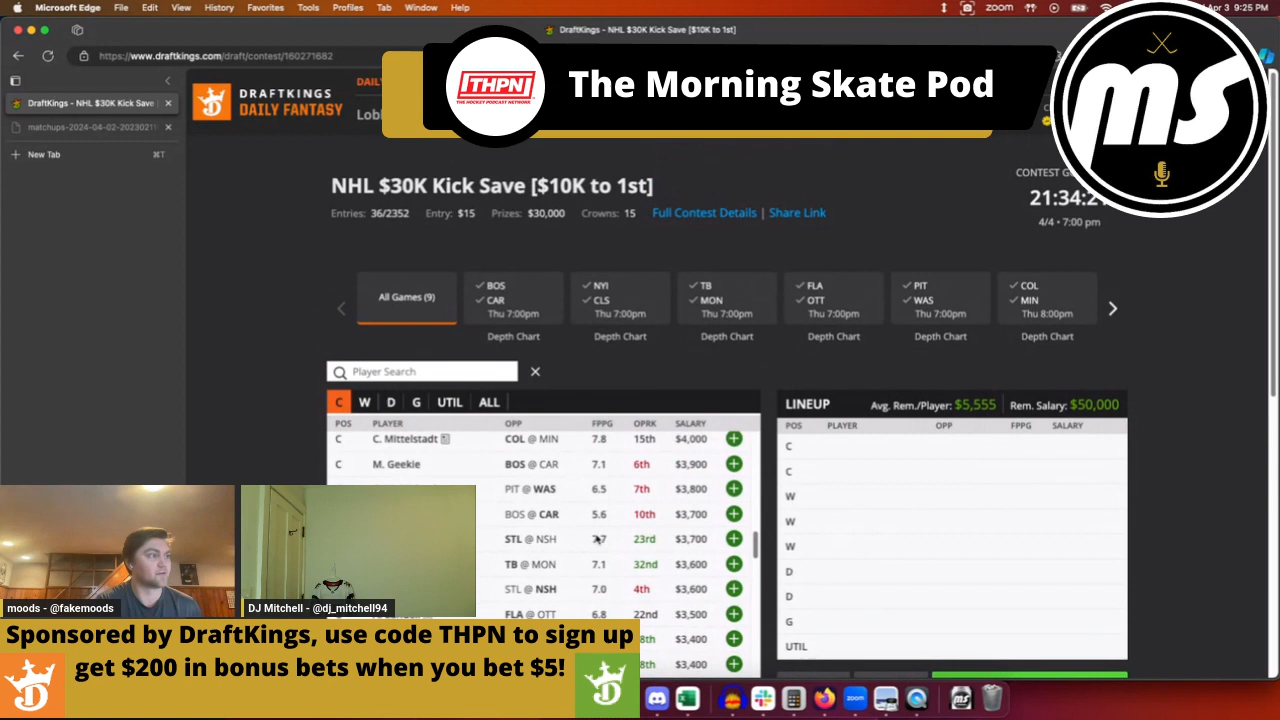 Microsoft Edge File Edit View History Favorites Tools Profiles Tab Window Help zoom Apr 3 9:25 PM
DraftKings - NHL $30K Kick Save [$10K to 1st]
https://www.draftkings.com/draft/contest/160271682
DraftKings - NHL $30K Kick Save
matchups-2024-04-02-2023021
New Tab ⌘T
DRAFTKINGS
DAILY FANTASY
THPN
THE HOCKEY PODCAST NETWORK
The Morning Skate Pod
ms
NHL $30K Kick Save [$10K to 1st]
Entries: 36/2352 Entry: $15 Prizes: $30,000 Crowns: 15 Full Contest Details | Share Link
4/4 • 7:00 pm
All Games (9)
BOS CAR Thu 7:00pm Depth Chart
NYI CLS Thu 7:00pm Depth Chart
TB MON Thu 7:00pm Depth Chart
FLA OTT Thu 7:00pm Depth Chart
PIT WAS Thu 7:00pm Depth Chart
COL MIN Thu 8:00pm Depth Chart
Player Search
C W D G UTIL ALL
POS PLAYER OPP FPPG OPRK SALARY
C C. Mittelstadt COL @ MIN 7.8 15th $4,000
C M. Geekie BOS @ CAR 7.1 6th $3,900
PIT @ WAS 6.5 7th $3,800
BOS @ CAR 5.6 10th $3,700
STL @ NSH 23rd $3,700
TB @ MON 7.1 32nd $3,600
STL @ NSH 7.0 4th $3,600
FLA @ OTT 6.8 22nd $3,500
$3,400
$3,400
LINEUP Avg. Rem./Player: $5,555 Rem. Salary: $50,000
POS PLAYER OPP FPPG SALARY
C
C
W
W
W
D
D
G
UTIL
moods - @fakemoods
DJ Mitchell - @dj_mitchell94
Sponsored by DraftKings, use code THPN to sign up
get $200 in bonus bets when you bet $5!